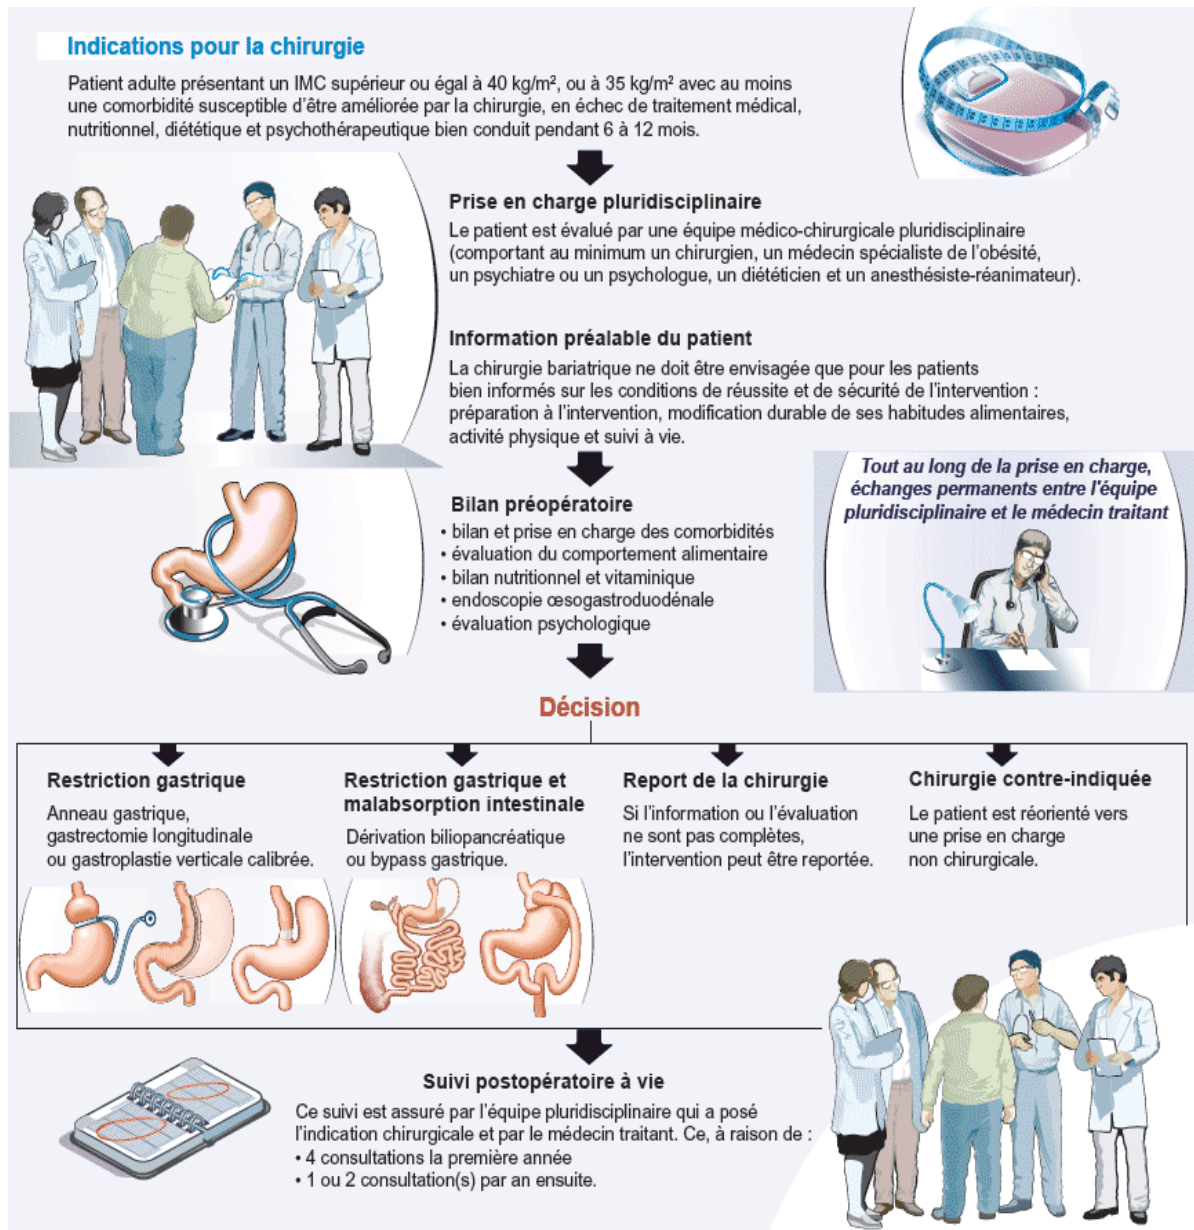 Indications pour la chirurgie
Patient adulte présentant un IMC supérieur ou égal à 40 kg/m², ou à 35 kg/m² avec au moins
une comorbidité susceptible d’être améliorée par la chirurgie, en échec de traitement médical,
nutritionnel, diététique et psychothérapeutique bien conduit pendant 6 à 12 mois.
Prise en charge pluridisciplinaire
Le patient est évalué par une équipe médico-chirurgicale pluridisciplinaire
(comportant au minimum un chirurgien, un médecin spécialiste de l’obésité,
un psychiatre ou un psychologue, un diététicien et un anesthésiste-réanimateur).
Information préalable du patient
La chirurgie bariatrique ne doit être envisagée que pour les patients
bien informés sur les conditions de réussite et de sécurité de l’intervention :
préparation à l’intervention, modification durable de ses habitudes alimentaires,
activité physique et suivi à vie.
Tout au long de la prise en charge,
échanges permanents entre l'équipe
pluridisciplinaire et le médecin traitant
Bilan préopératoire
• bilan et prise en charge des comorbidités
• évaluation du comportement alimentaire
• bilan nutritionnel et vitaminique
• endoscopie œsogastroduodénale
• évaluation psychologique
Décision
Restriction gastrique
Anneau gastrique,
gastrectomie longitudinale
ou gastroplastie verticale calibrée.
Restriction gastrique et
malabsorption intestinale
Dérivation biliopancréatique
ou bypass gastrique.
Report de la chirurgie
Si l’information ou l’évaluation
ne sont pas complètes,
l’intervention peut être reportée.
Chirurgie contre-indiquée
Le patient est réorienté vers
une prise en charge
non chirurgicale.
Suivi postopératoire à vie
Ce suivi est assuré par l’équipe pluridisciplinaire qui a posé
l’indication chirurgicale et par le médecin traitant. Ce, à raison de :
• 4 consultations la première année
• 1 ou 2 consultation(s) par an ensuite.